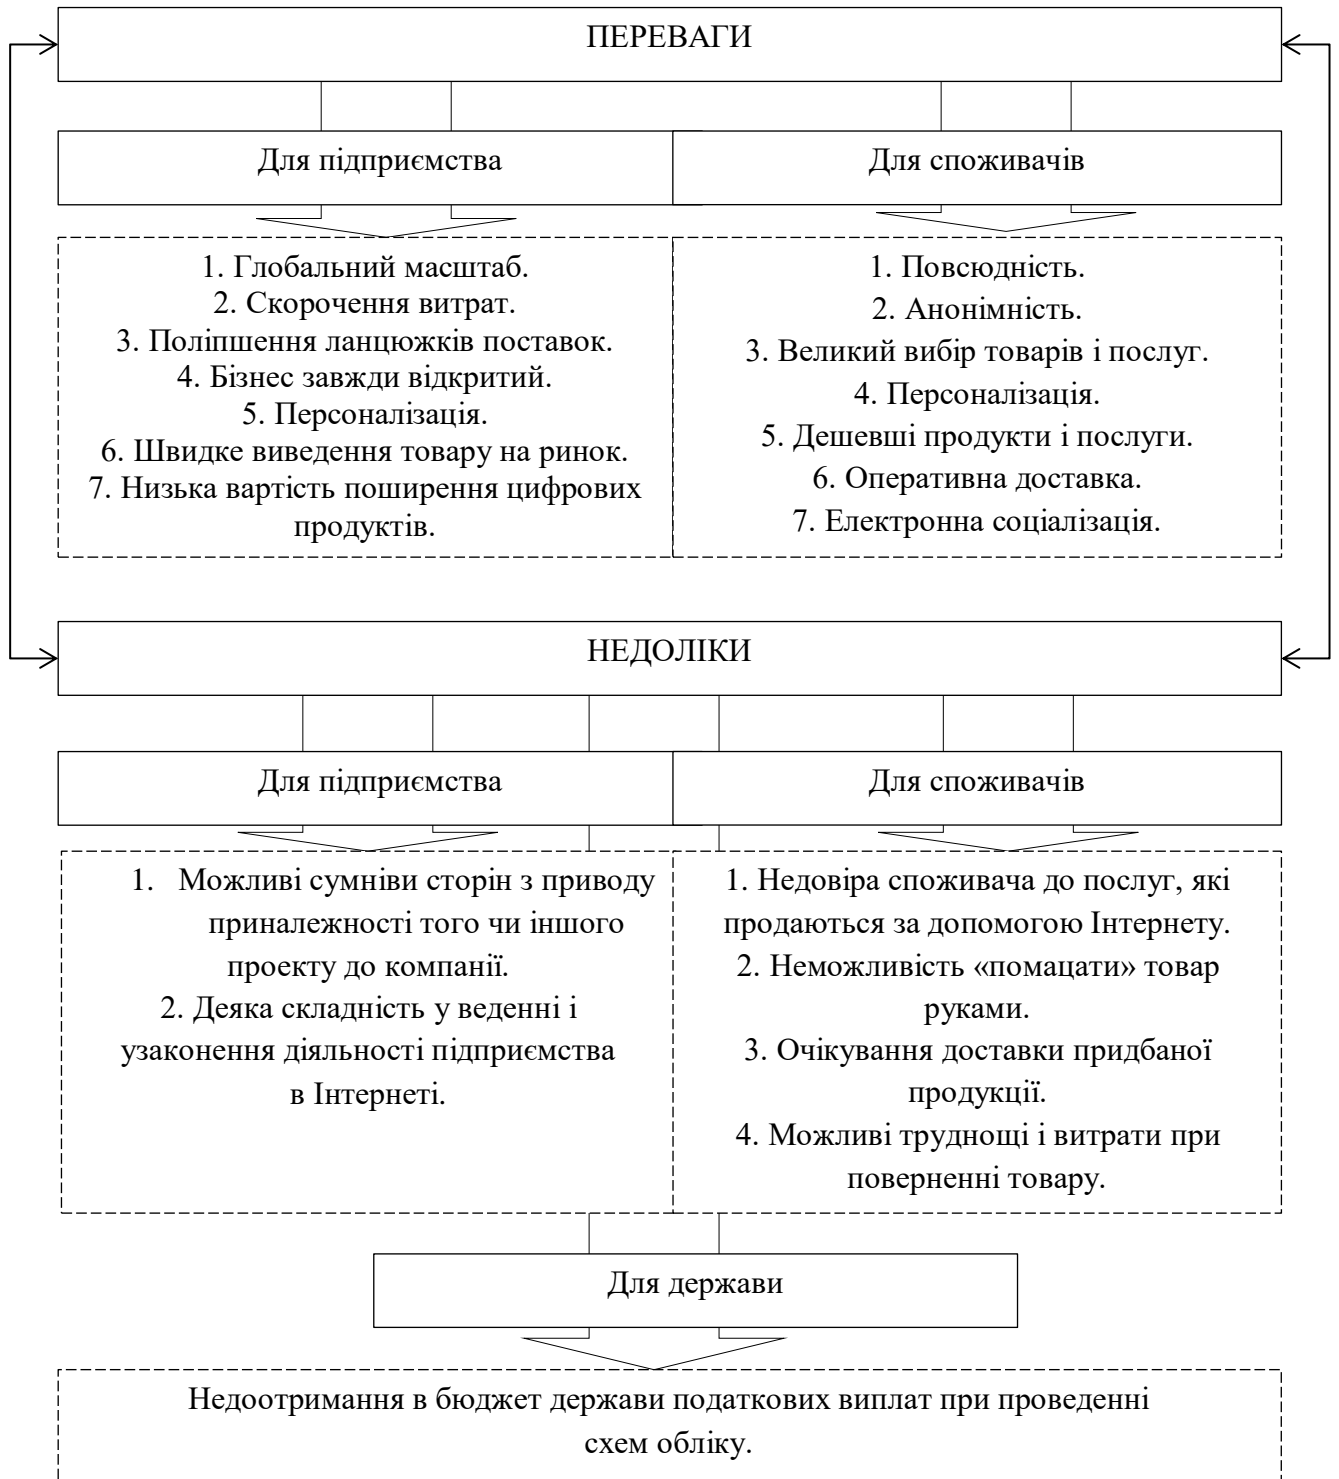 ПЕРЕВАГИ
Для підприємства
Для споживачів
1. Глобальний масштаб.
2. Скорочення витрат.
3. Поліпшення ланцюжків поставок.
4. Бізнес завжди відкритий.
5. Персоналізація.
6. Швидке виведення товару на ринок.
7. Низька вартість поширення цифрових
продуктів.
1. Повсюдність.
2. Анонімність.
3. Великий вибір товарів і послуг.
4. Персоналізація.
5. Дешевші продукти і послуги.
6. Оперативна доставка.
7. Електронна соціалізація.
НЕДОЛІКИ
Для підприємства
Для споживачів
1. Можливі сумніви сторін з приводу
приналежності того чи іншого
проекту до компанії.
2. Деяка складність у веденні і
узаконення діяльності підприємства
в Інтернеті.
1. Недовіра споживача до послуг, які
продаються за допомогою Інтернету.
2. Неможливість «помацати» товар
руками.
3. Очікування доставки придбаної
продукції.
4. Можливі труднощі і витрати при
поверненні товару.
Для держави
Недоотримання в бюджет держави податкових виплат при проведенні
схем обліку.